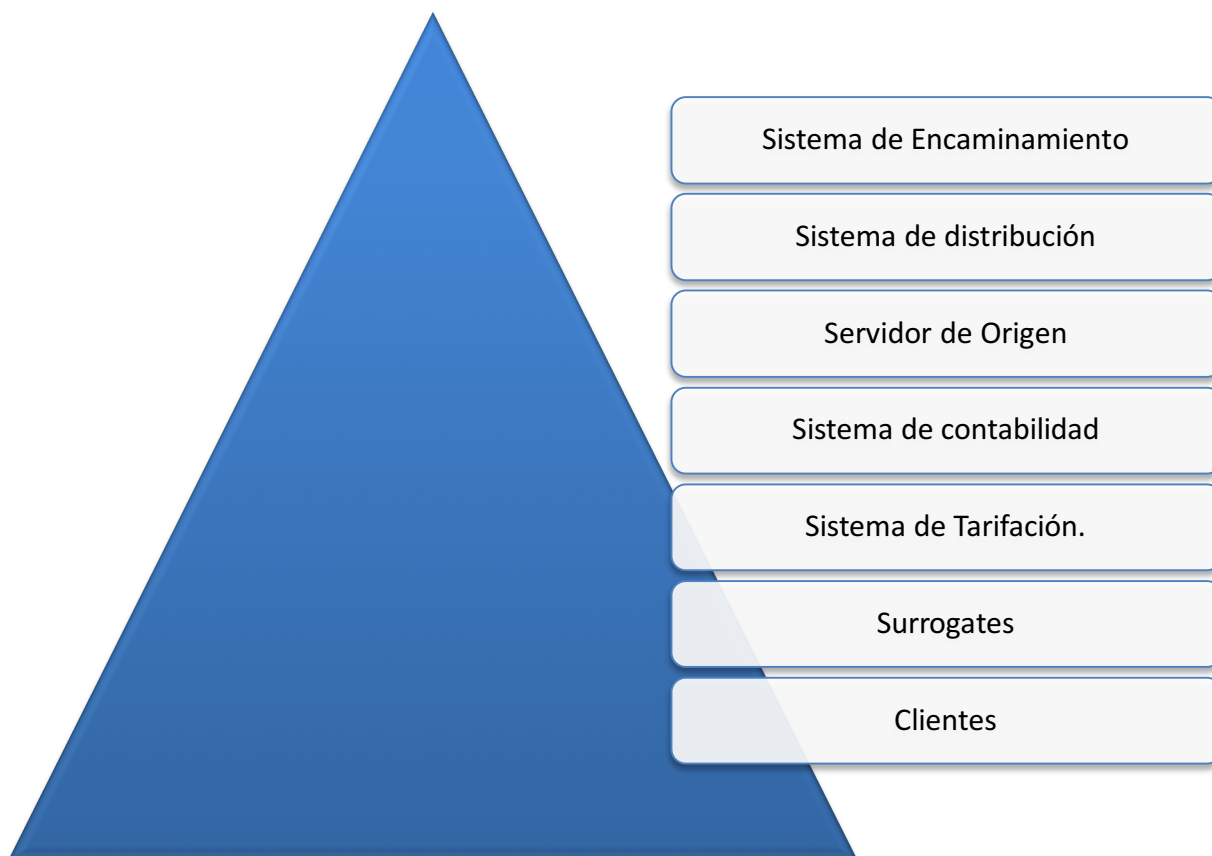 Sistema de Encaminamiento
Sistema de distribución
Servidor de Origen
Sistema de contabilidad
Sistema de Tarifación.
Surrogates
Clientes